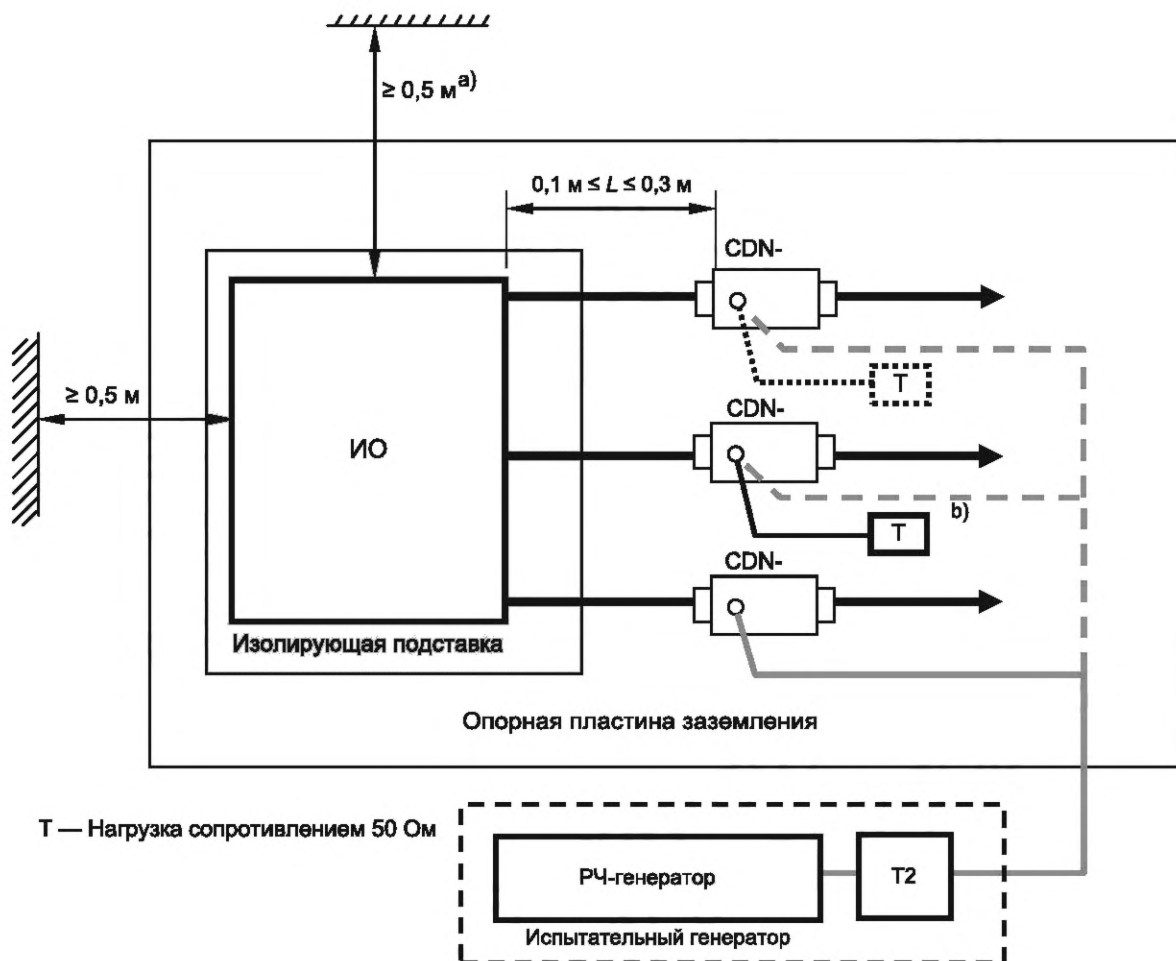 ≥ 0,5 м a)
0,1 м ≤ L ≤ 0,3 м
CDN-
≥ 0,5 м
T
ИО
CDN-
b)
T
CDN-
Изолирующая подставка
Опорная пластина заземления
T — Нагрузка сопротивлением 50 Ом
РЧ-генератор
T2
Испытательный генератор